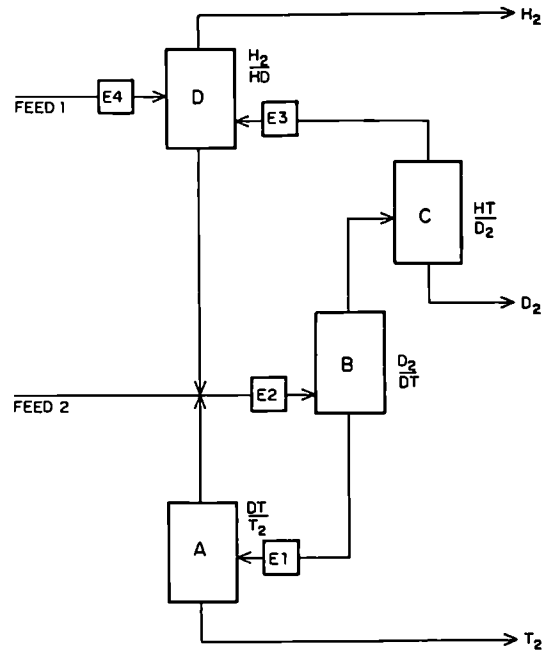 H₂
H₂
HD
D
E4
FEED 1
E3
C
HT
D₂
D₂
B
D₂
DT
E2
FEED 2
A
DT
T₂
E1
T₂